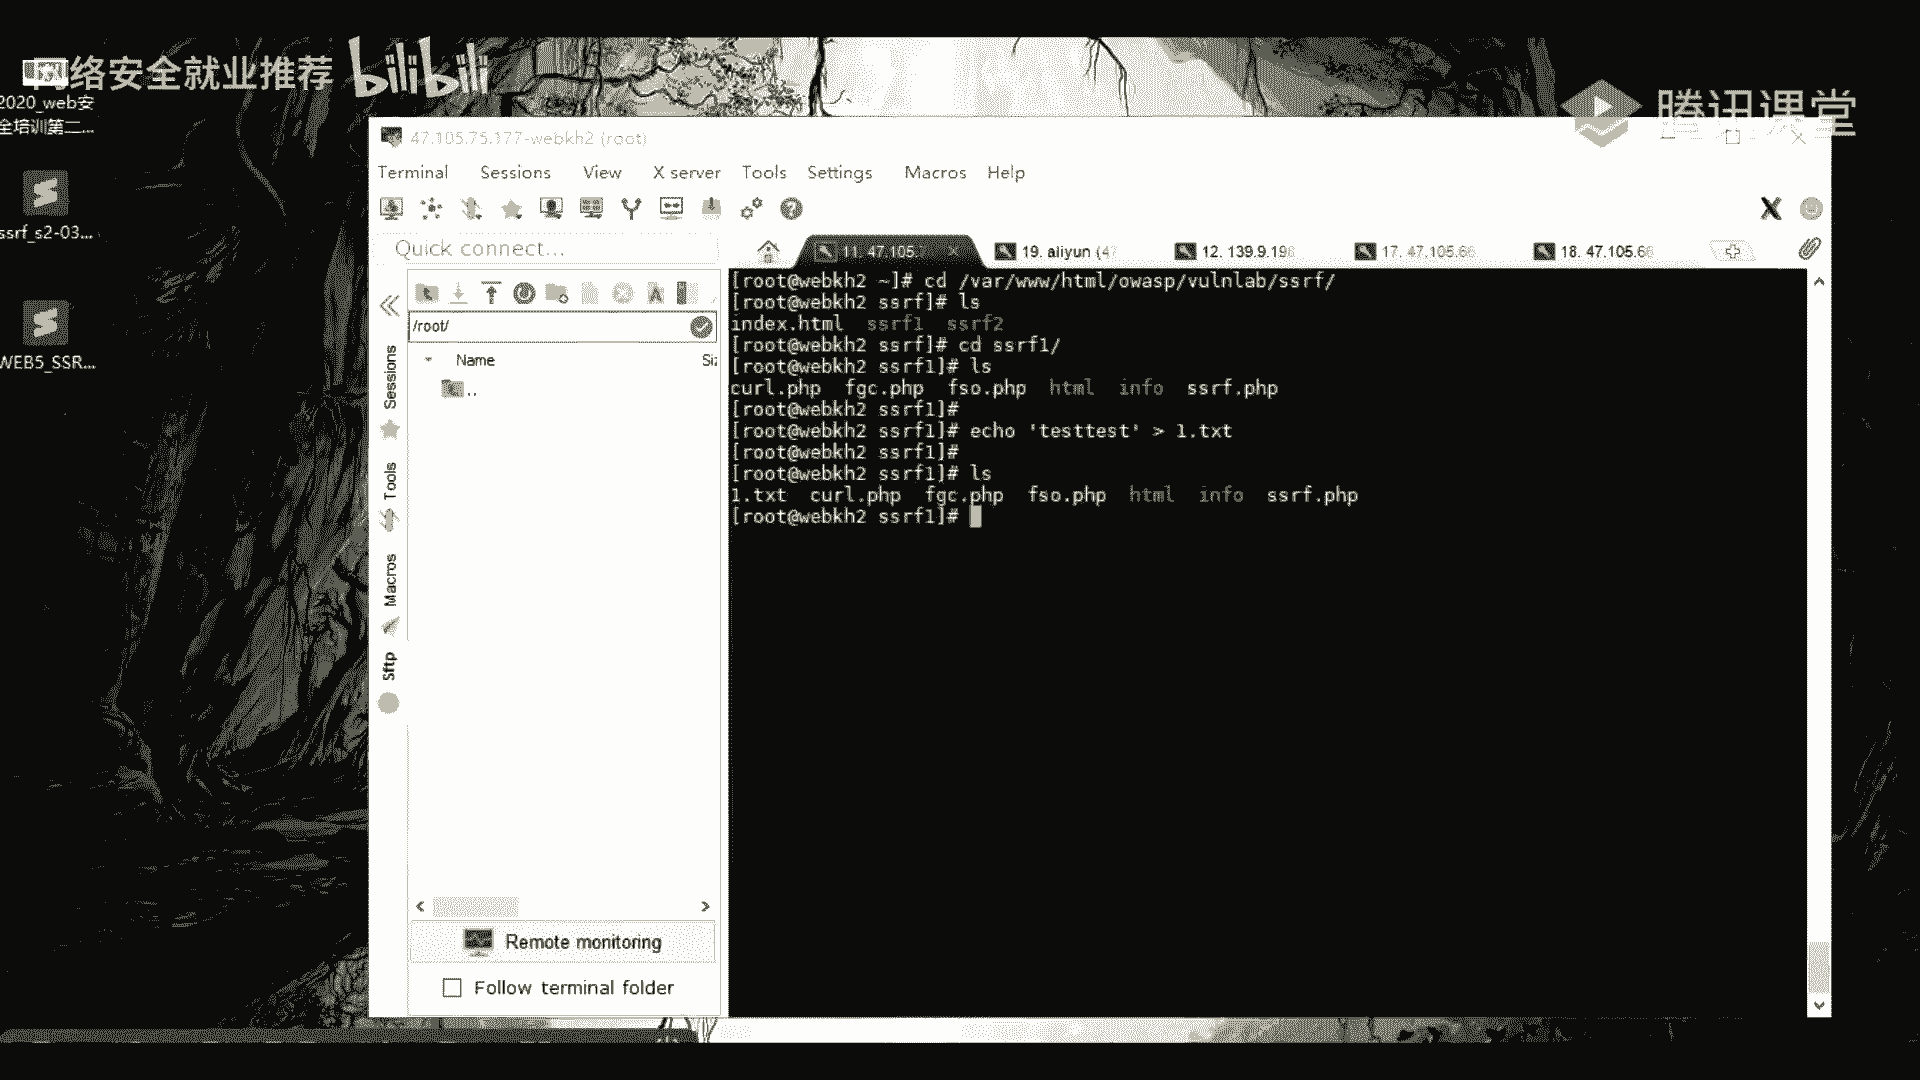 网络安全就业推荐
bilibili
腾讯课堂
2020_web安
全培训第二...
ssrf_s2-03...
WEB5_SSR...
47.105.75.177-webkh2 (root)
Terminal Sessions View X server Tools Settings Macros Help
Quick connect...
11. 47.105.
19. aliyun (47
12. 139.9.198
17. 47.105.66
18. 47.105.66
/root/
Name
Siz
..
Sessions
Tools
Macros
Sftp
Remote monitoring
Follow terminal folder
[root@webkh2 ~]# cd /var/www/html/owasp/vulnlab/ssrf/
[root@webkh2 ssrf]# ls
index.html ssrf1 ssrf2
[root@webkh2 ssrf]# cd ssrf1/
[root@webkh2 ssrf1]# ls
curl.php fgc.php fso.php html info ssrf.php
[root@webkh2 ssrf1]#
[root@webkh2 ssrf1]# echo 'testtest' > 1.txt
[root@webkh2 ssrf1]#
[root@webkh2 ssrf1]# ls
1.txt curl.php fgc.php fso.php html info ssrf.php
[root@webkh2 ssrf1]#